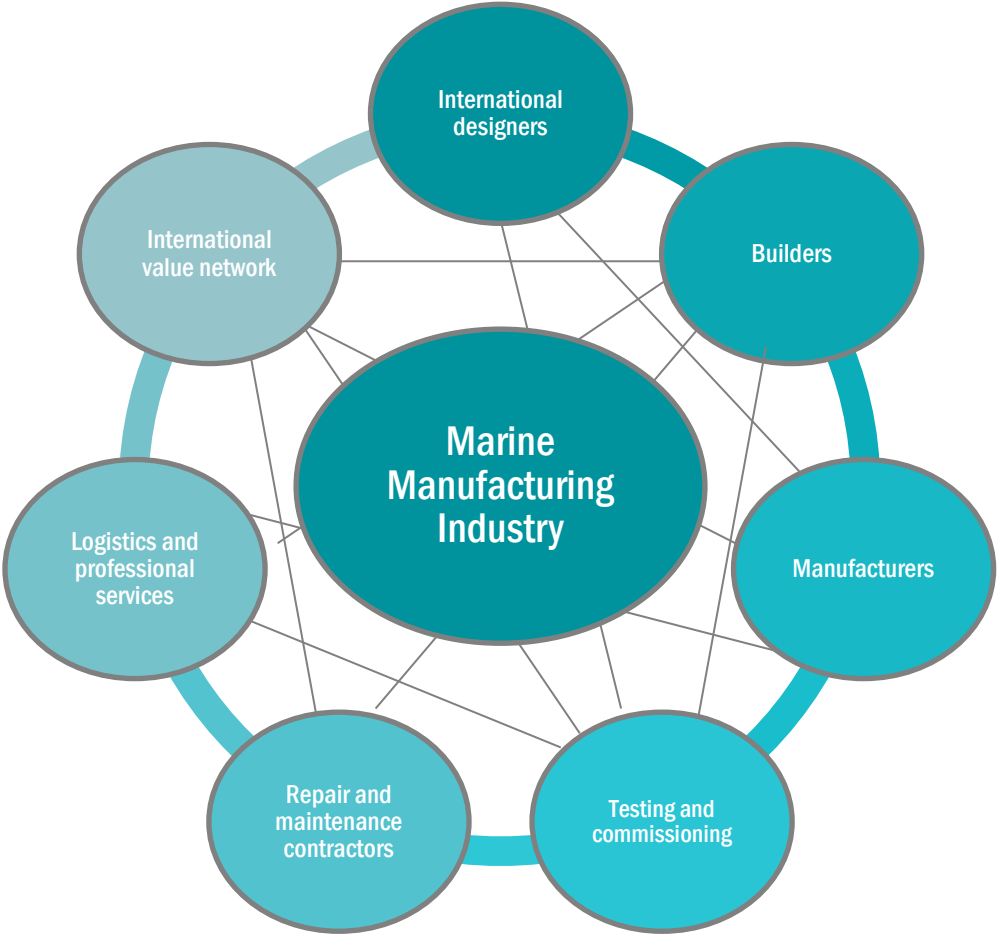 International
designers
International
value network
Builders
Marine
Manufacturing
Industry
Logistics and
professional
services
Manufacturers
Repair and
maintenance
contractors
Testing and
commissioning